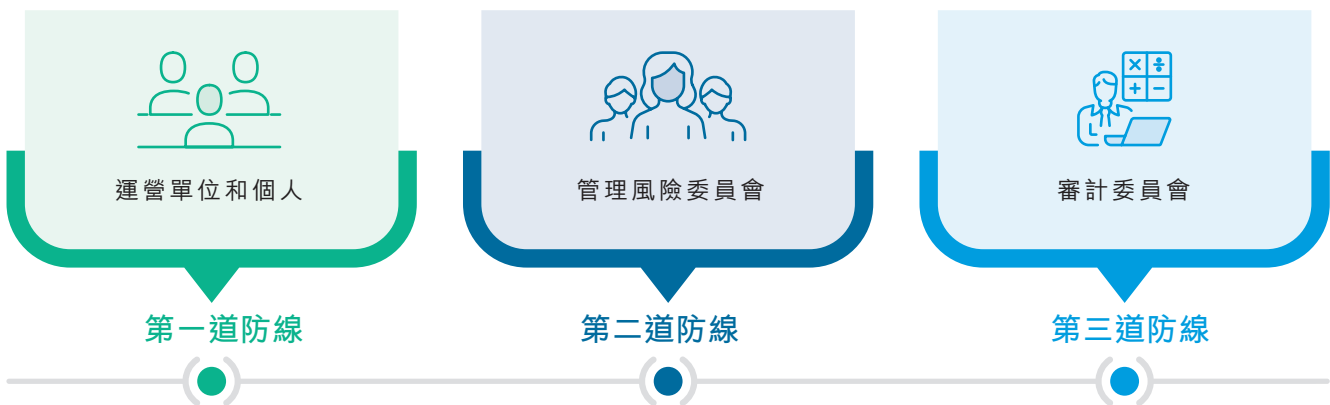 運營單位和個人
管理風險委員會
審計委員會
第一道防線
第二道防線
第三道防線